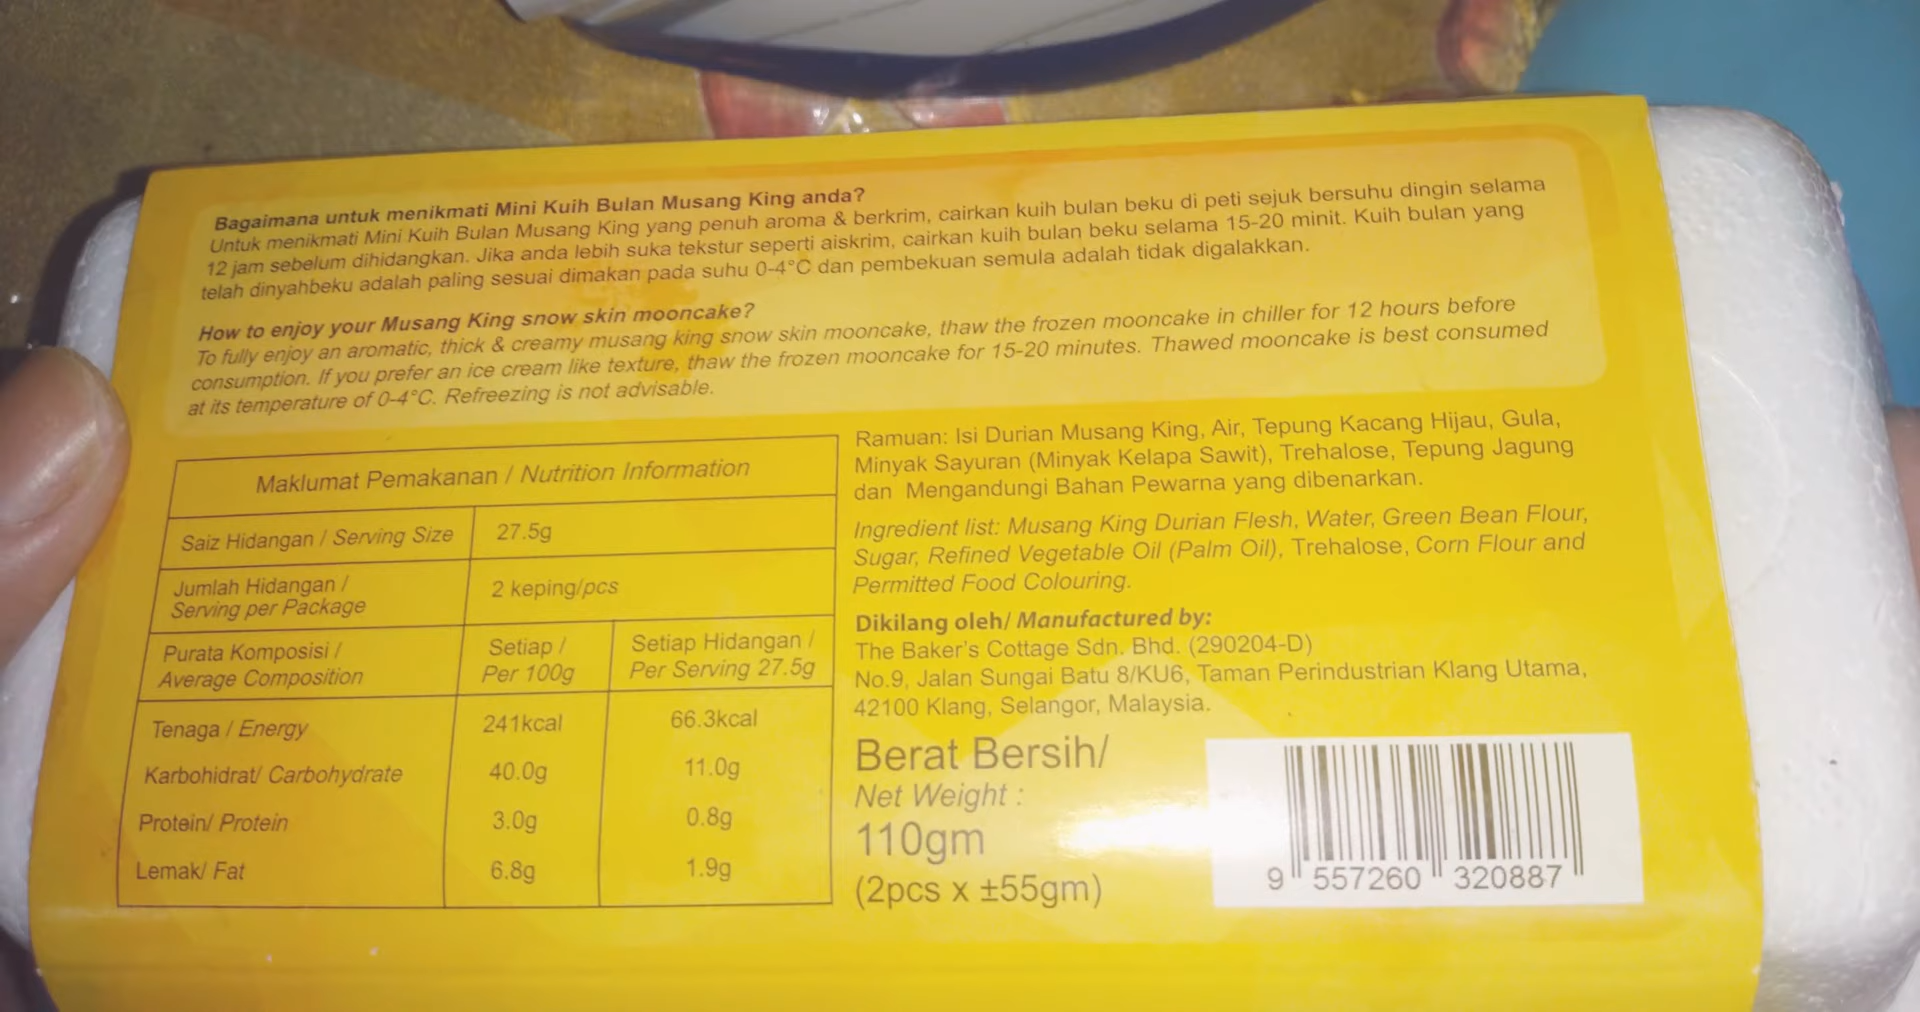 Bagaimana untuk menikmati Mini Kuih Bulan Musang King anda?
Untuk menikmati Mini Kuih Bulan Musang King yang penuh aroma & berkrim, cairkan kuih bulan beku di peti sejuk bersuhu dingin selama
12 jam sebelum dihidangkan. Jika anda lebih suka tekstur seperti aiskrim, cairkan kuih bulan beku selama 15-20 minit. Kuih bulan yang
telah dinyahbeku adalah paling sesuai dimakan pada suhu 0-4°C dan pembekuan semula adalah tidak digalakkan.
How to enjoy your Musang King snow skin mooncake?
To fully enjoy an aromatic, thick & creamy musang king snow skin mooncake, thaw the frozen mooncake in chiller for 12 hours before
consumption. If you prefer an ice cream like texture, thaw the frozen mooncake for 15-20 minutes. Thawed mooncake is best consumed
at its temperature of 0-4°C. Refreezing is not advisable.
Maklumat Pemakanan / Nutrition Information
Saiz Hidangan / Serving Size 27.5g
Jumlah Hidangan /
Serving per Package
2 keping/pcs
Purata Komposisi /
Average Composition
Setiap /
Per 100g
Setiap Hidangan /
Per Serving 27.5g
Tenaga / Energy 241kcal 66.3kcal
Karbohidrat/ Carbohydrate 40.0g 11.0g
Protein/ Protein 3.0g 0.8g
Lemak/ Fat 6.8g 1.9g
Ramuan: Isi Durian Musang King, Air, Tepung Kacang Hijau, Gula,
Minyak Sayuran (Minyak Kelapa Sawit), Trehalose, Tepung Jagung
dan Mengandungi Bahan Pewarna yang dibenarkan.
Ingredient list: Musang King Durian Flesh, Water, Green Bean Flour,
Sugar, Refined Vegetable Oil (Palm Oil), Trehalose, Corn Flour and
Permitted Food Colouring.
Dikilang oleh/ Manufactured by:
The Baker's Cottage Sdn. Bhd. (290204-D)
No.9, Jalan Sungai Batu 8/KU6, Taman Perindustrian Klang Utama,
42100 Klang, Selangor, Malaysia.
Berat Bersih/
Net Weight :
110gm
(2pcs x ±55gm)
9 557260 320887